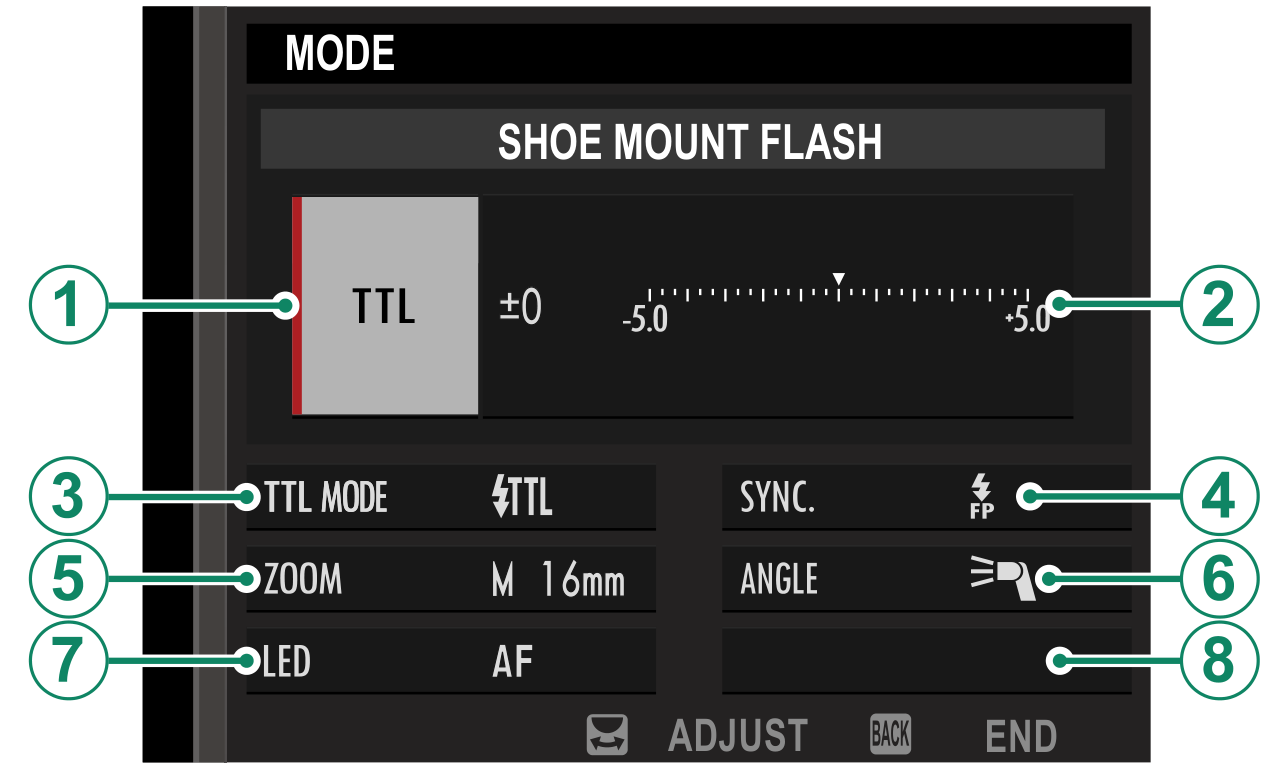 MODE
SHOE MOUNT FLASH
1 TTL ±0 -5.0 +5.0 2
3 TTL MODE TTL SYNC. FP 4
5 ZOOM M 16mm ANGLE 6
7 LED AF 8
ADJUST BACK END